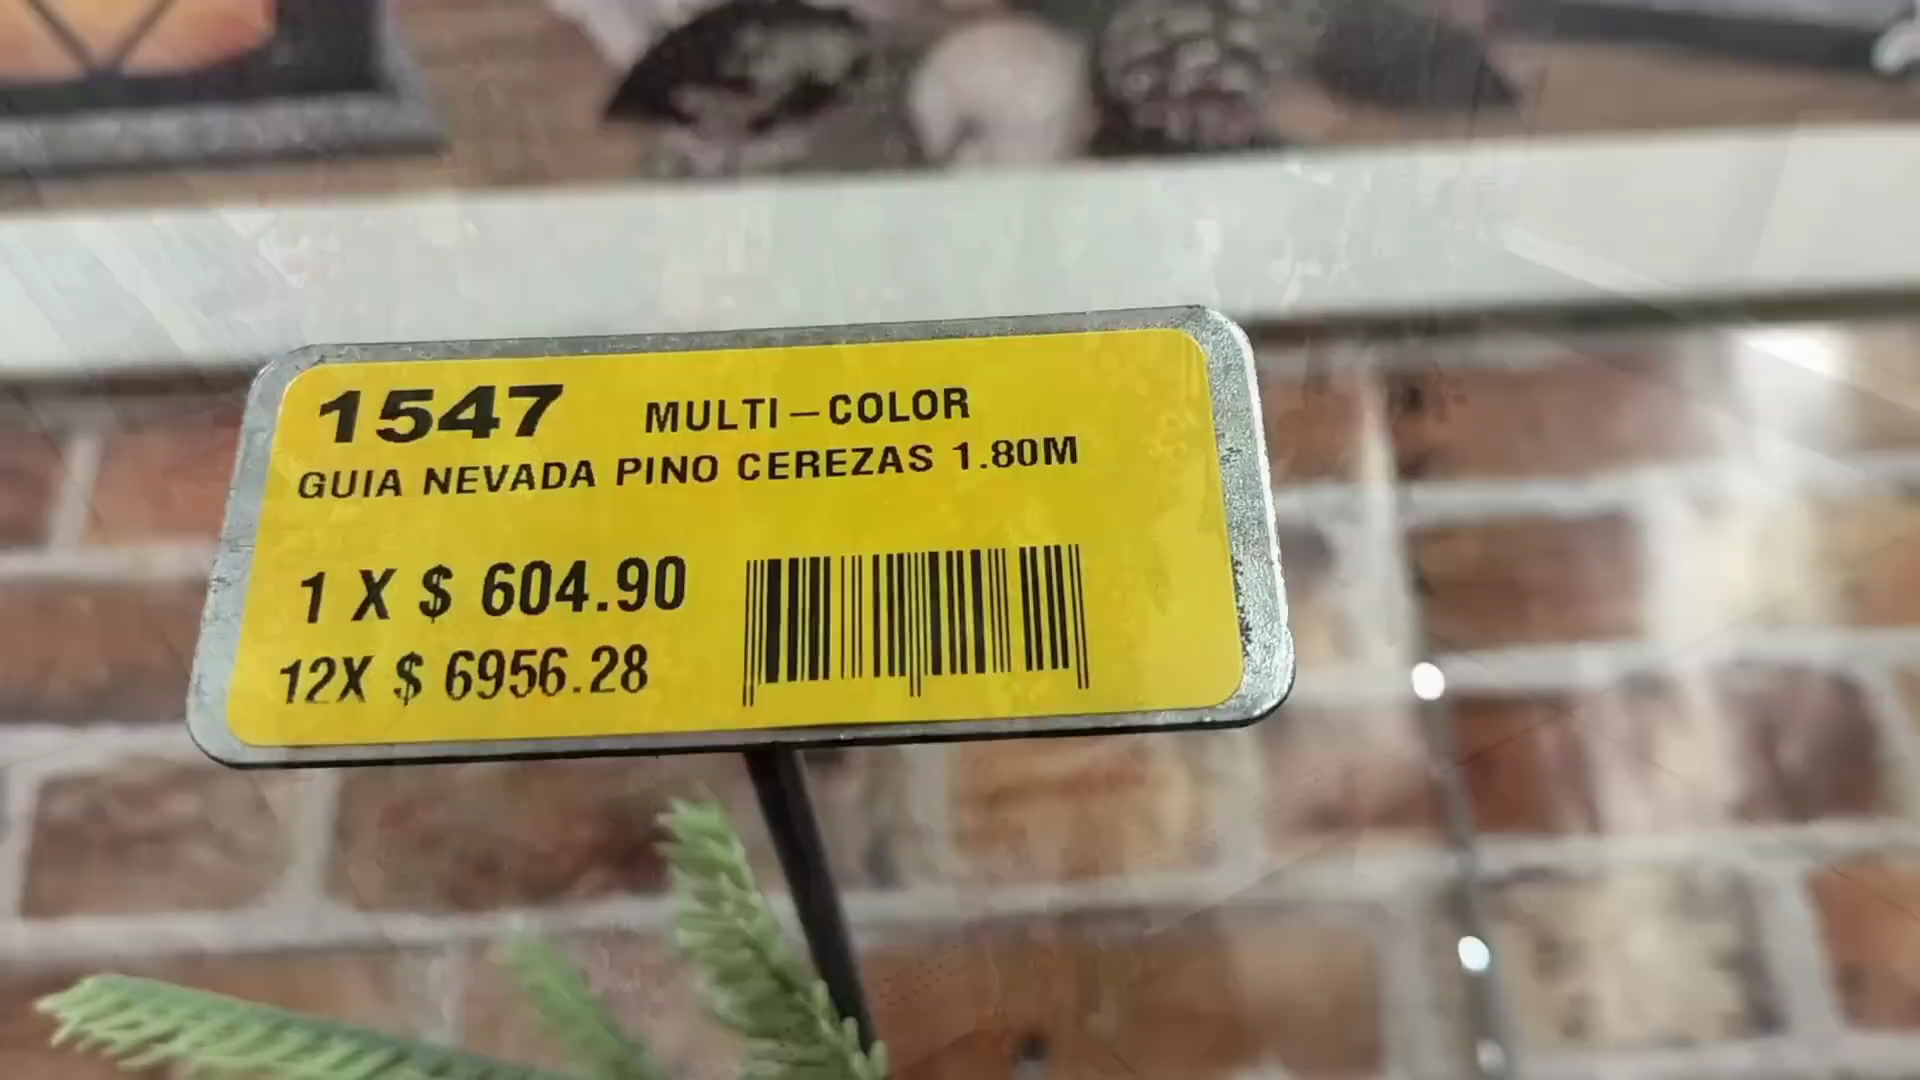 1547 MULTI-COLOR
GUIA NEVADA PINO CEREZAS 1.80M
1 X $ 604.90
12X $ 6956.28